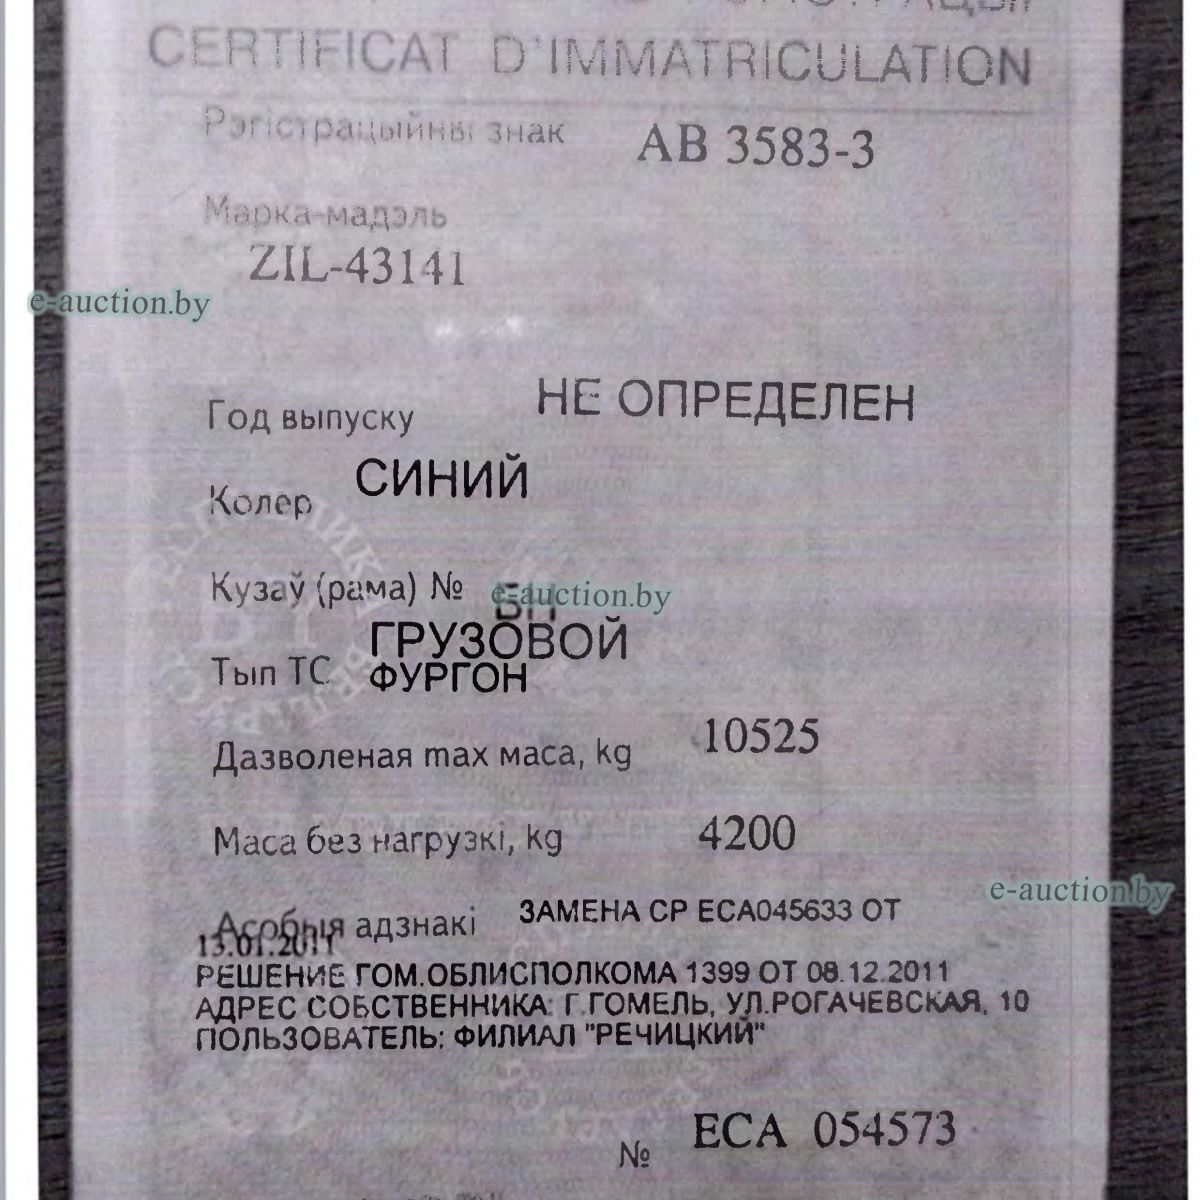 CERTIFICAT D'IMMATRICULATION
Рэгістрацыйны знак AB 3583-3
Марка-мадэль
ZIL-43141
e-auction.by
Год выпуску НЕ ОПРЕДЕЛЕН
Колер СИНИЙ
Кузаў (рама) № БН
e-auction.by
Тып ТС ГРУЗОВОЙ
ФУРГОН
Дазволеная max маса, kg 10525
Маса без нагрузкі, kg 4200
e-auction.by
Асобыя адзнакі ЗАМЕНА СР ЕСА045633 ОТ
13.01.2011
РЕШЕНИЕ ГОМ.ОБЛИСПОЛКОМА 1399 ОТ 08.12.2011
АДРЕС СОБСТВЕННИКА: Г.ГОМЕЛЬ, УЛ.РОГАЧЕВСКАЯ, 10
ПОЛЬЗОВАТЕЛЬ: ФИЛИАЛ "РЕЧИЦКИЙ"
№ ECA 054573